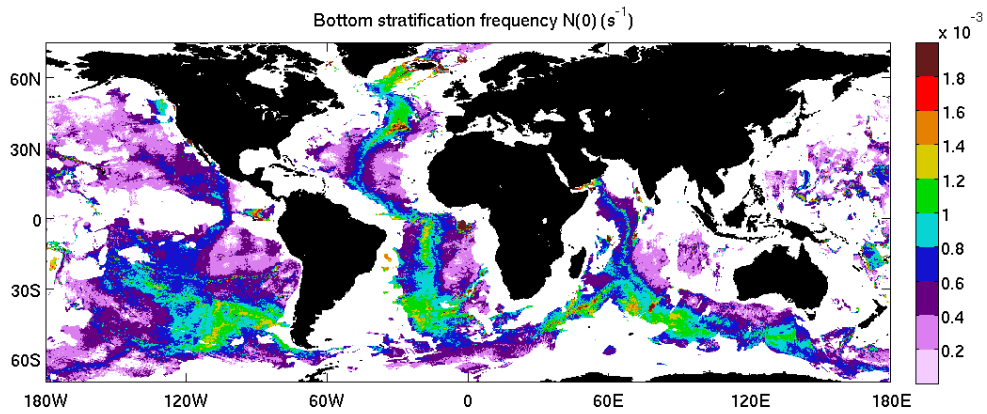 Bottom stratification frequency N(0) (s⁻¹)
x 10⁻³
60N
30N
0
30S
60S
180W
120W
60W
0
60E
120E
180E
1.8
1.6
1.4
1.2
1
0.8
0.6
0.4
0.2